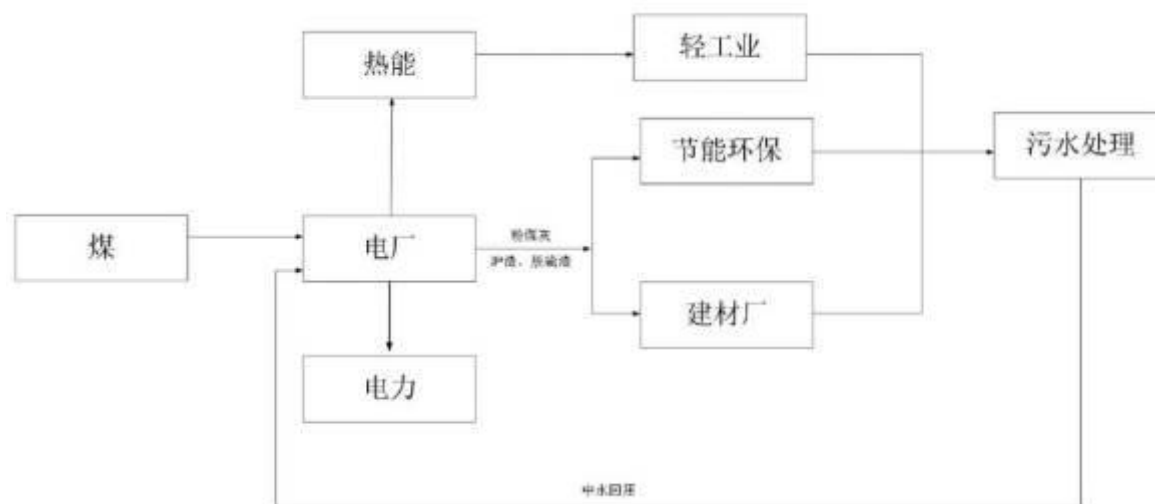 热能
轻工业
节能环保
污水处理
煤
电厂
粉煤灰
炉渣、脱硫渣
建材厂
电力
中水回用